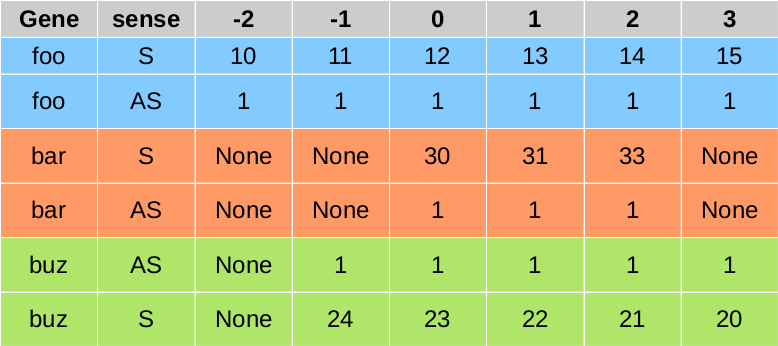 Gene sense -2 -1 0 1 2 3
foo S 10 11 12 13 14 15
foo AS 1 1 1 1 1 1
bar S None None 30 31 33 None
bar AS None None 1 1 1 None
buz AS None 1 1 1 1 1
buz S None 24 23 22 21 20